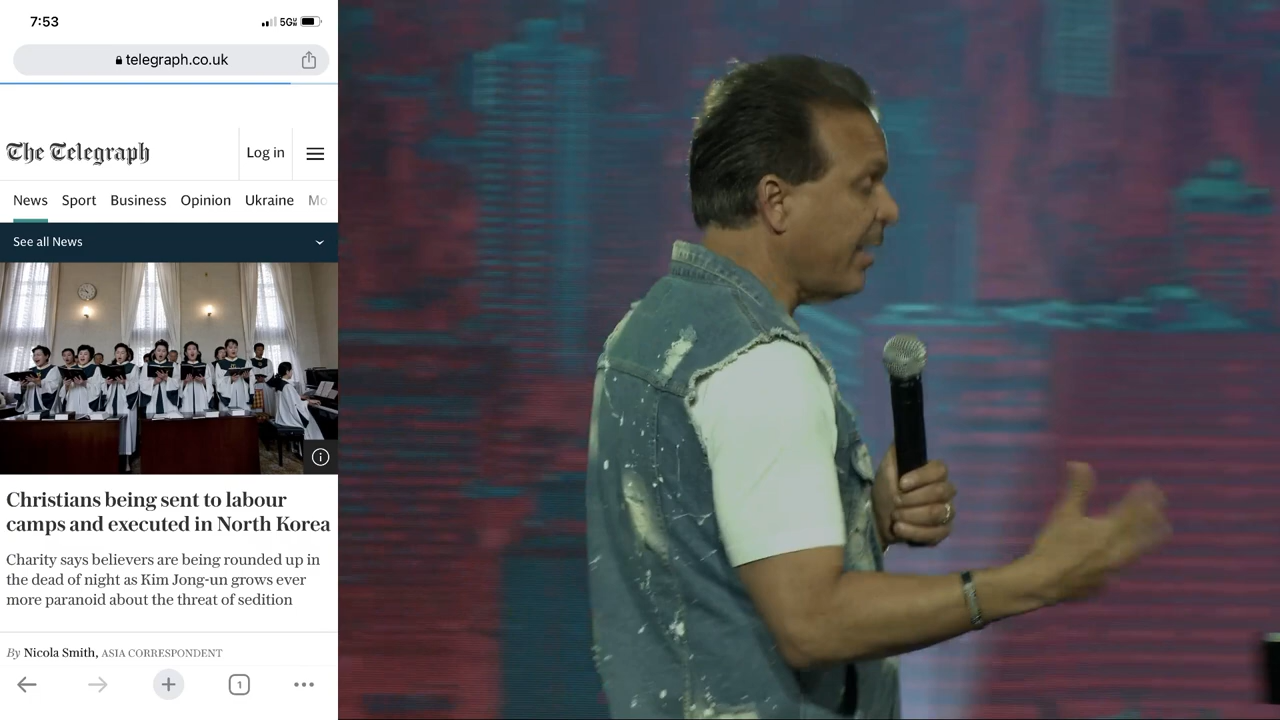 7:53
5G
telegraph.co.uk
The Telegraph
Log in
News Sport Business Opinion Ukraine Mo
See all News
Christians being sent to labour
camps and executed in North Korea
Charity says believers are being rounded up in
the dead of night as Kim Jong-un grows ever
more paranoid about the threat of sedition
By Nicola Smith, ASIA CORRESPONDENT
1